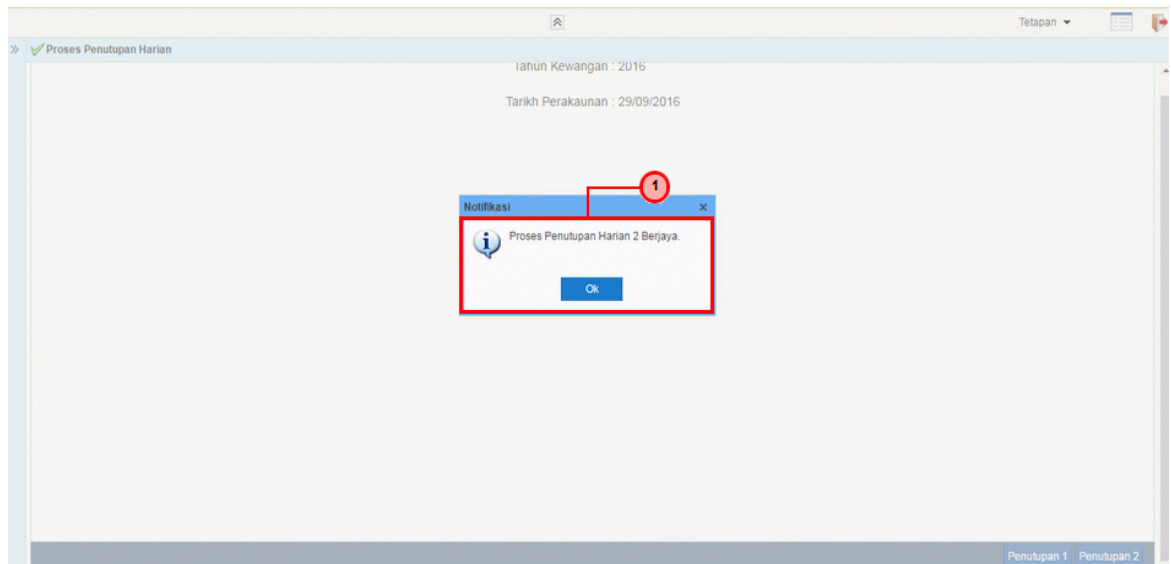 Tetapan
Proses Penutupan Harian
Tahun Kewangan : 2016
Tarikh Perakaunan : 29/09/2016
1
Notifikasi
Proses Penutupan Harian 2 Berjaya.
Ok
Penutupan 1 Penutupan 2